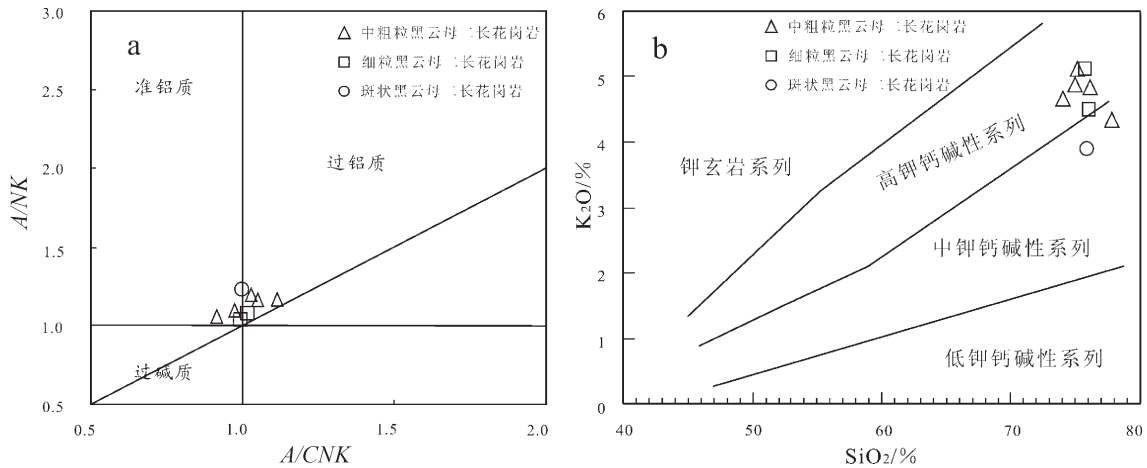 a
△ 中粗粒黑云母二长花岗岩
□ 细粒黑云母二长花岗岩
○ 斑状黑云母二长花岗岩
准铝质
过铝质
过碱质
3.0
2.5
2.0
1.5
1.0
0.5
A/NK
0.5
1.0
1.5
2.0
A/CNK
b
△ 中粗粒黑云母二长花岗岩
□ 细粒黑云母二长花岗岩
○ 斑状黑云母二长花岗岩
钾玄岩系列
高钾钙碱性系列
中钾钙碱性系列
低钾钙碱性系列
6
5
4
3
2
1
0
K₂O/%
40
50
60
70
80
SiO₂/%